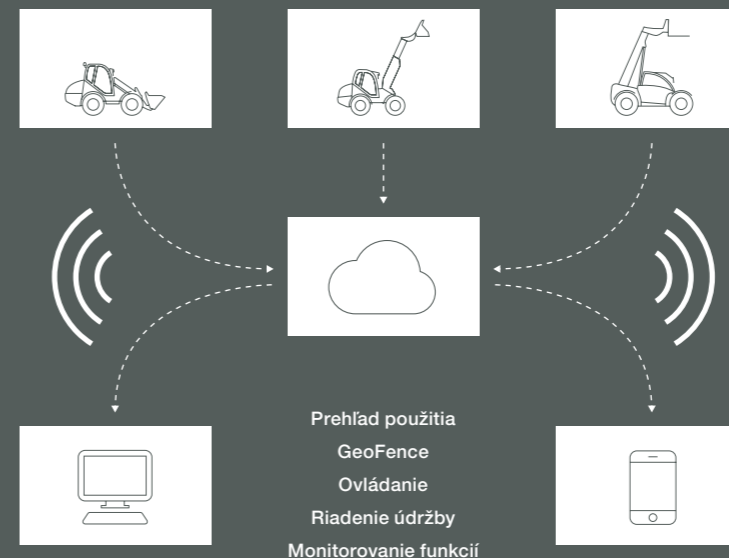 Prehľad použitia
GeoFence
Ovládanie
Riadenie údržby
Monitorovanie funkcií